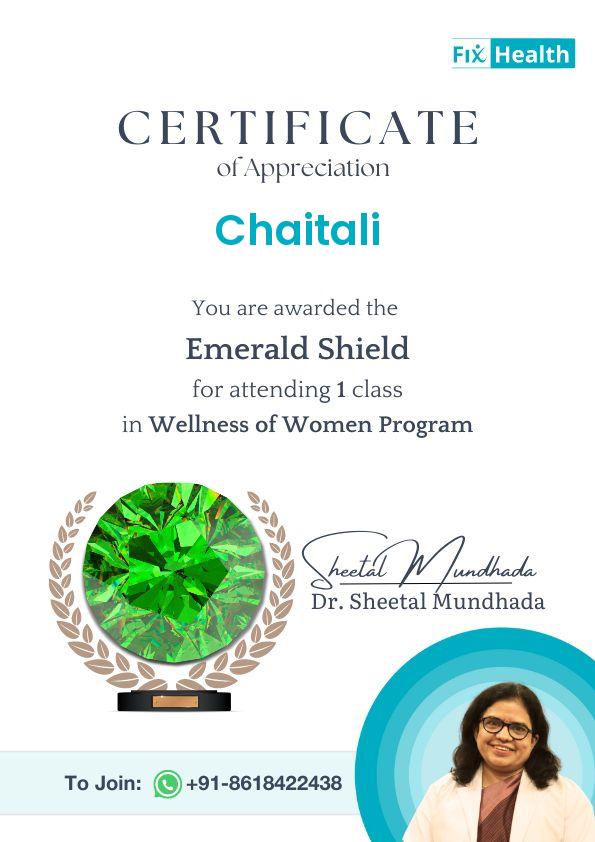 Fix Health
CERTIFICATE
of Appreciation
Chaitali
You are awarded the
Emerald Shield
for attending 1 class
in Wellness of Women Program
Sheetal Mundhada
Dr. Sheetal Mundhada
To Join: +91-8618422438